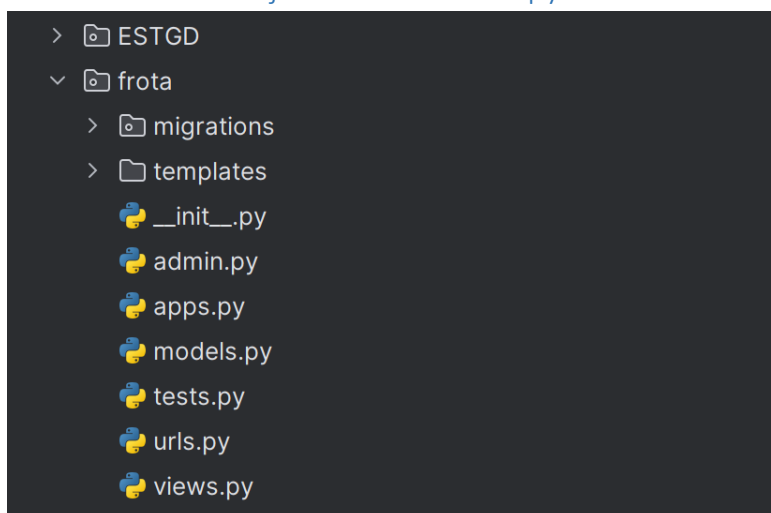 ESTGD
frota
migrations
templates
__init__.py
admin.py
apps.py
models.py
tests.py
urls.py
views.py